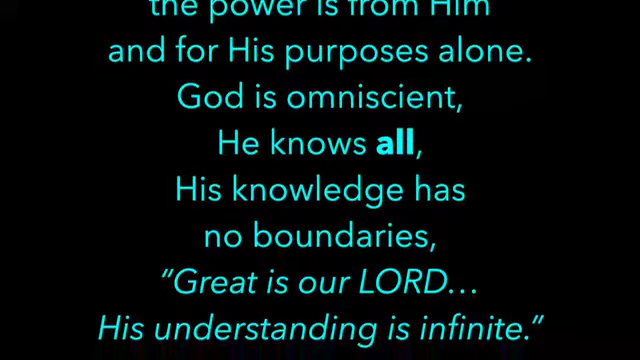 the power is from Him
and for His purposes alone.
God is omniscient,
He knows all,
His knowledge has
no boundaries,
“Great is our LORD…
His understanding is infinite.”